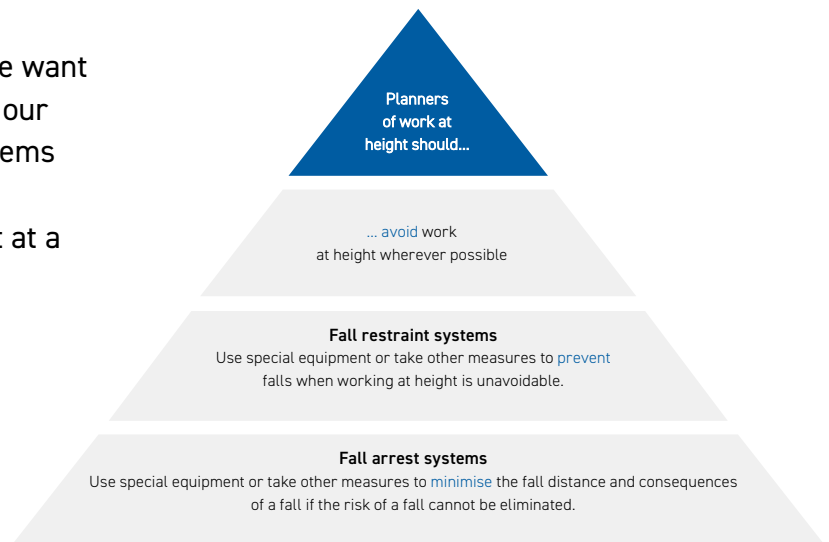 e want
our
ems
at a
Planners
of work at
height should...
... avoid work
at height wherever possible
Fall restraint systems
Use special equipment or take other measures to prevent
falls when working at height is unavoidable.
Fall arrest systems
Use special equipment or take other measures to minimise the fall distance and consequences
of a fall if the risk of a fall cannot be eliminated.